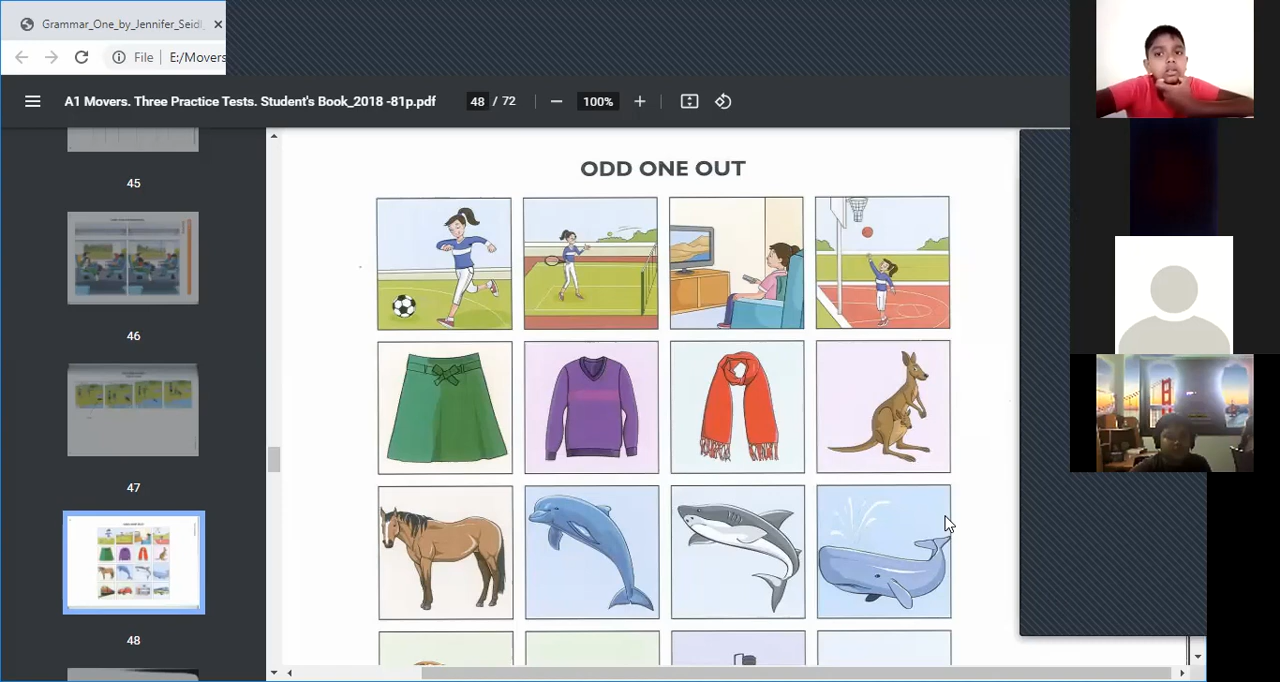 Grammar_One_by_Jennifer_Seidl
File
E:/Movers
A1 Movers. Three Practice Tests. Student's Book_2018 -81p.pdf
48 / 72
100%
45
46
47
48
ODD ONE OUT